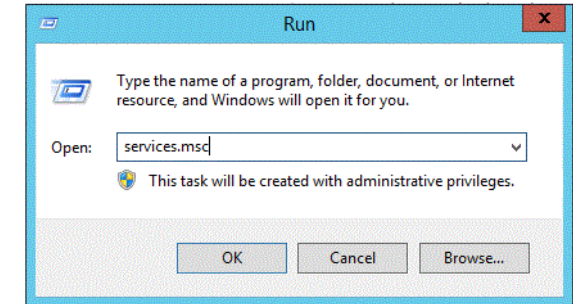 Run
x
Type the name of a program, folder, document, or Internet
resource, and Windows will open it for you.
Open: services.msc
This task will be created with administrative privileges.
OK Cancel Browse...